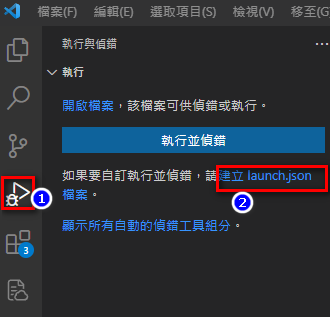 檔案(F) 編輯(E) 選取項目(S) 檢視(V) 移至(G
執行與偵錯 ...
執行
開啟檔案，該檔案可供偵錯或執行。
執行並偵錯
如果要自訂執行並偵錯，請建立 launch.json
檔案。
1
2
顯示所有自動的偵錯工具組分。
3